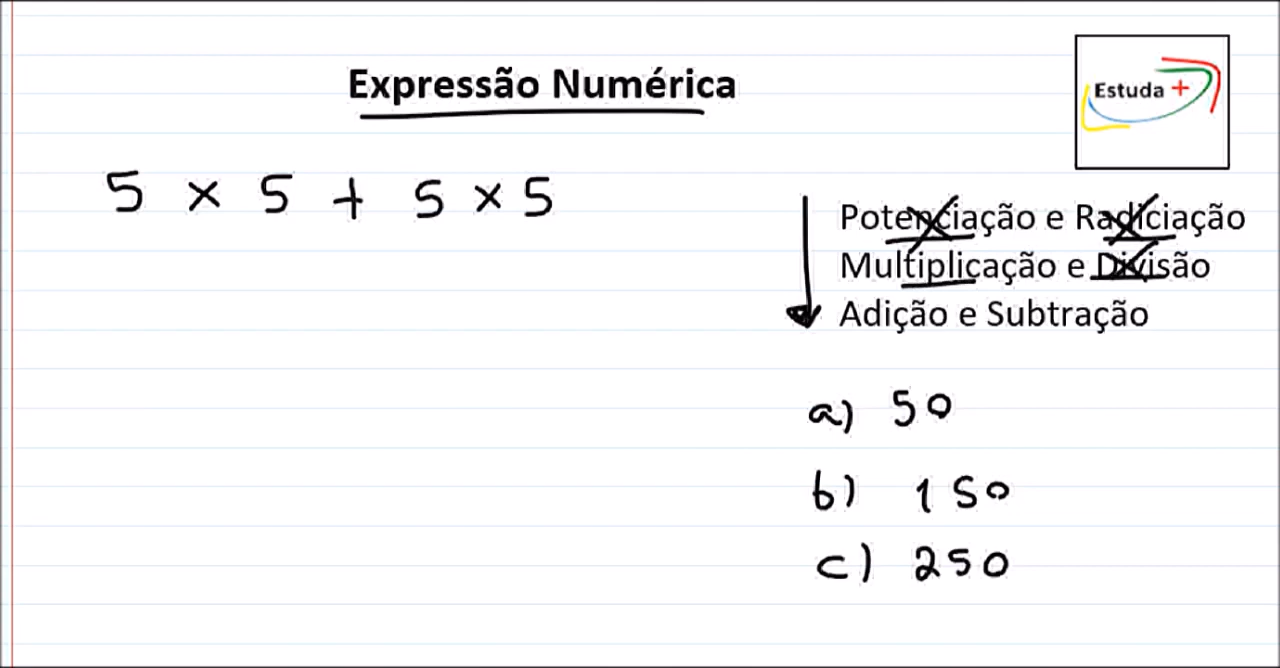 Expressão Numérica
Estuda +
5 × 5 + 5 × 5
Potenciação e Radiciação
Multiplicação e Divisão
Adição e Subtração
a) 50
b) 150
c) 250